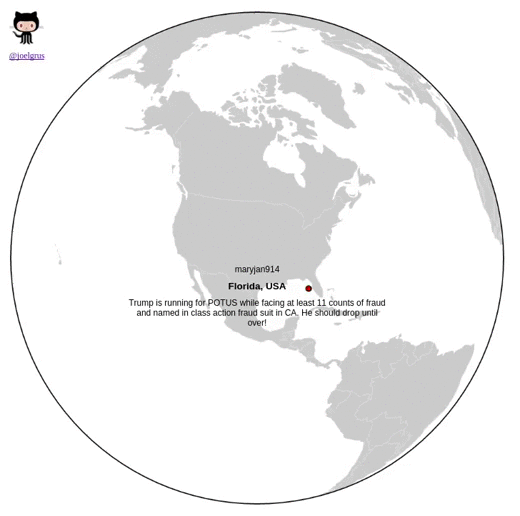 @joelgrus
maryjan914
Florida, USA
Trump is running for POTUS while facing at least 11 counts of fraud
and named in class action fraud suit in CA. He should drop until
over!